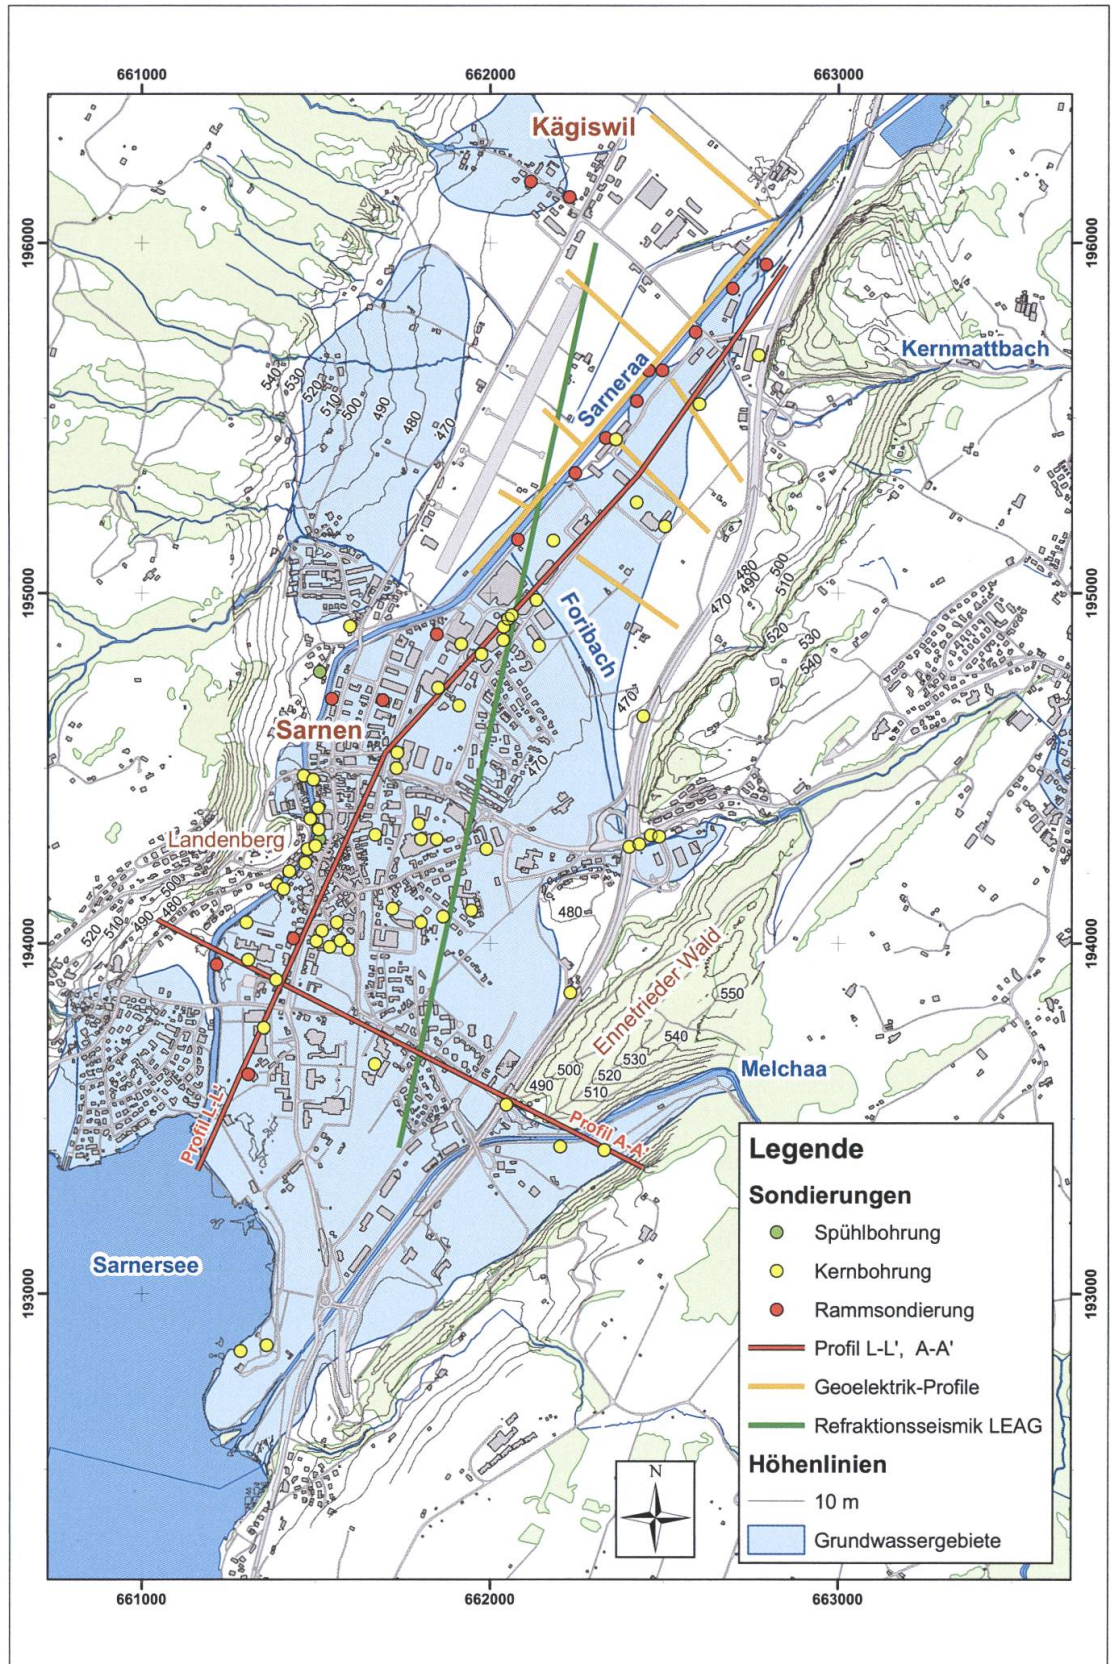 661000
662000
663000
Kägiswil
196000
196000
Kernmattbach
540
530
520
510
500
490
480
470
Sarneraa
480
490
500
510
470
195000
195000
Forlibach
520
530
540
470
Sarnen
470
Landenberg
500
480
490
510
520
480
194000
194000
Ennetrieder Wald
550
540
530
500
520
490
510
Melchaa
Profil L-L'
Profil A-A'
Sarnersee
193000
193000
Legende
Sondierungen
Spühlbohrung
Kernbohrung
Rammsondierung
Profil L-L', A-A'
Geoelektrik-Profile
Refraktionsseismik LEAG
Höhenlinien
10 m
Grundwassergebiete
N
661000
662000
663000